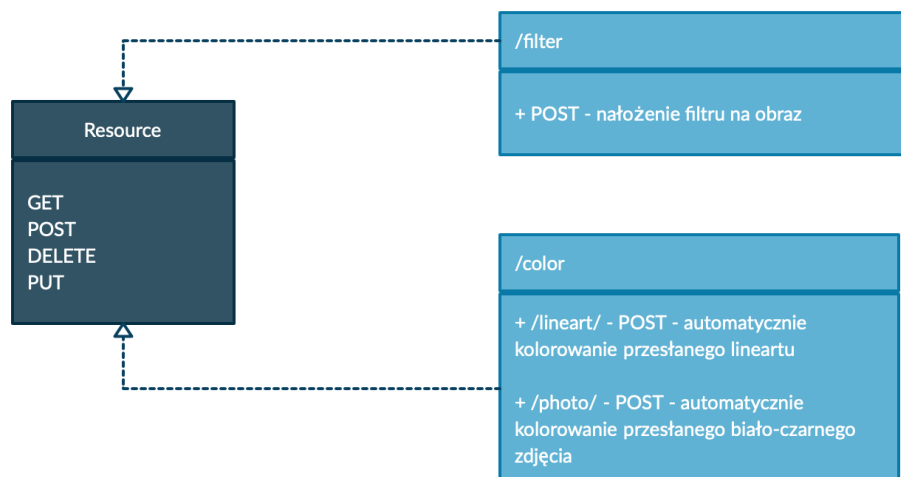 /filter
+ POST - nałożenie filtru na obraz
Resource
GET
POST
DELETE
PUT
/color
+ /lineart/ - POST - automatycznie
kolorowanie przesłanego lineartu
+ /photo/ - POST - automatycznie
kolorowanie przesłanego biało-czarnego
zdjęcia